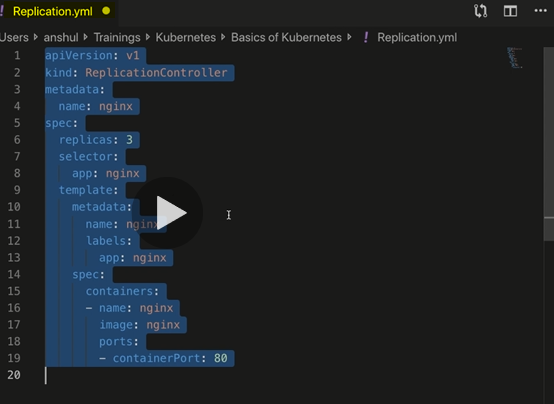 Replication.yml
Users > anshul > Trainings > Kubernetes > Basics of Kubernetes > ! Replication.yml
1 apiVersion: v1
2 kind: ReplicationController
3 metadata:
4   name: nginx
5 spec:
6   replicas: 3
7   selector:
8     app: nginx
9   template:
10     metadata:
11       name: nginx
12       labels:
13         app: nginx
14     spec:
15       containers:
16       - name: nginx
17         image: nginx
18         ports:
19         - containerPort: 80
20